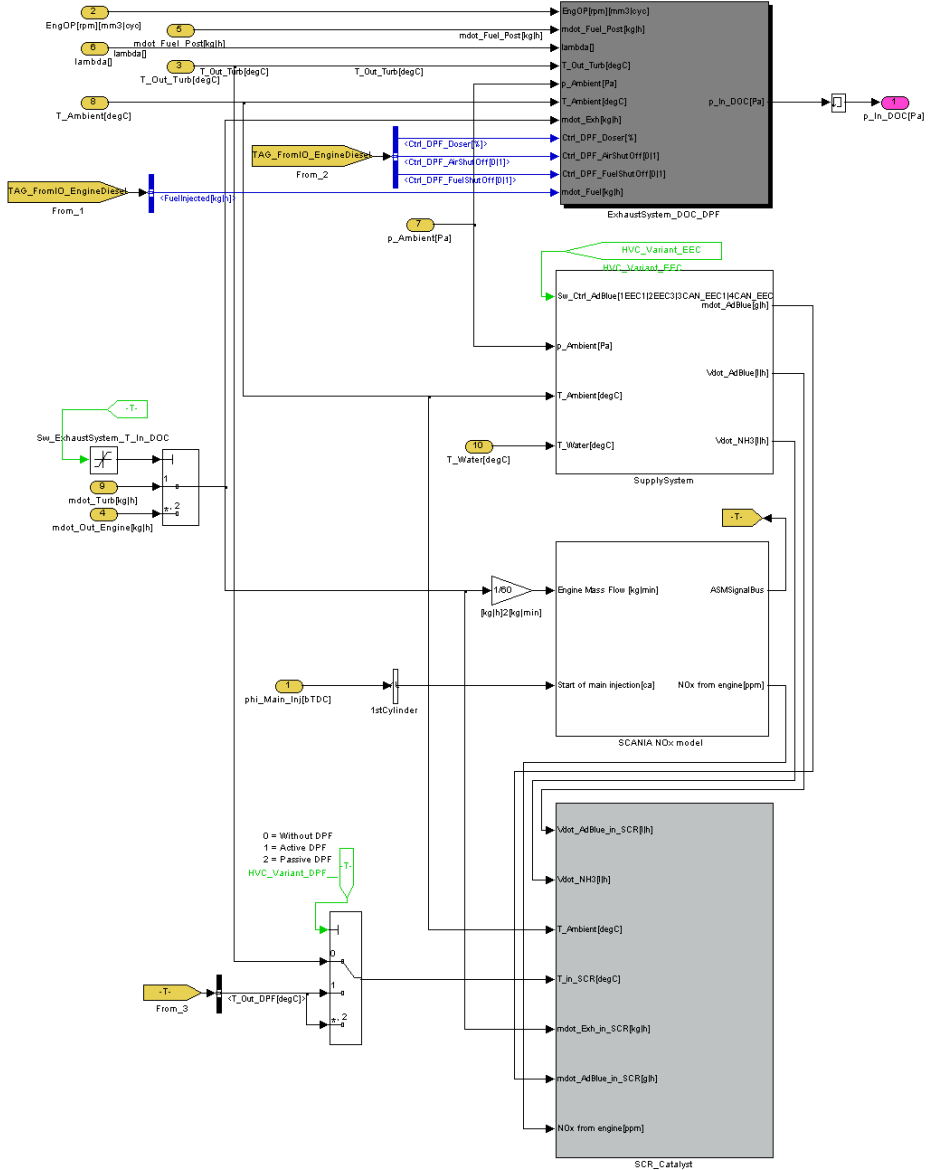 2
EngOP[rpm][mm3|cyc]
5
mdot_Fuel_Post[kg|h]
mdot_Fuel_Post[kg|h]
6
lambda[]
lambda[]
3
T_Out_Turb[degC]
T_Out_Turb[degC]
T_Out_Turb[degC]
8
T_Ambient[degC]
EngOP[rpm][mm3|cyc]
mdot_Fuel_Post[kg|h]
lambda[]
T_Out_Turb[degC]
p_Ambient[Pa]
T_Ambient[degC]
mdot_Exh[kg|h]
Ctrl_DPF_Doser[%]
Ctrl_DPF_AirShutOff[0|1]
Ctrl_DPF_FuelShutOff[0|1]
mdot_Fuel[kg|h]
p_In_DOC[Pa]
ExhaustSystem_DOC_DPF
1
p_In_DOC[Pa]
TAG_FromIO_EngineDiesel
From_2
<Ctrl_DPF_Doser[%]>
<Ctrl_DPF_AirShutOff[0|1]>
<Ctrl_DPF_FuelShutOff[0|1]>
TAG_FromIO_EngineDiesel
From_1
<FuelInjected[kg|h]>
7
p_Ambient[Pa]
HVC_Variant_EEC
HVC_Variant_EEC
Sw_Ctrl_AdBlue[1EEC1|2EEC3|3CAN_EEC1|4CAN_EEC
mdot_AdBlue[g|h]
p_Ambient[Pa]
Vdot_AdBlue[l|h]
T_Ambient[degC]
T_Water[degC]
Vdot_NH3[l|h]
SupplySystem
10
T_Water[degC]
-T-
Sw_ExhaustSystem_T_In_DOC
9
mdot_Turb[kg|h]
4
mdot_Out_Engine[kg|h]
1
*, 2
-T-
1/60
[kg|h]2[kg|min]
Engine Mass Flow [kg|min]
ASMSignalBus
Start of main injection[ca]
NOx from engine[ppm]
SCANIA NOx model
1
phi_Main_Inj[bTDC]
1stCylinder
0 = Without DPF
1 = Active DPF
2 = Passive DPF
HVC_Variant_DPF__
-T-
0
1
*, 2
-T-
From_3
<T_Out_DPF[degC]>
Vdot_AdBlue_in_SCR[l|h]
Vdot_NH3[l|h]
T_Ambient[degC]
T_in_SCR[degC]
mdot_Exh_in_SCR[kg|h]
mdot_AdBlue_in_SCR[g|h]
NOx from engine[ppm]
SCR_Catalyst